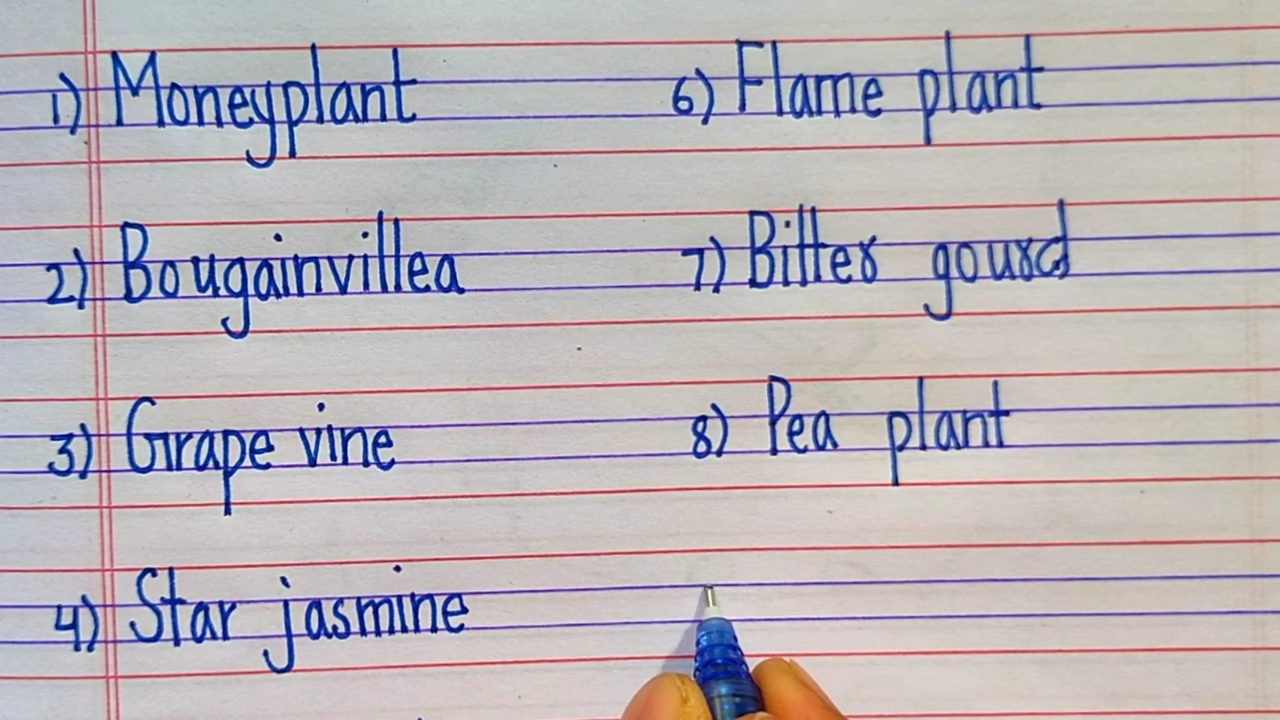 1) Moneyplant
2) Bougainvillea
3) Grape vine
4) Star jasmine
6) Flame plant
7) Bitter gourd
8) Pea plant